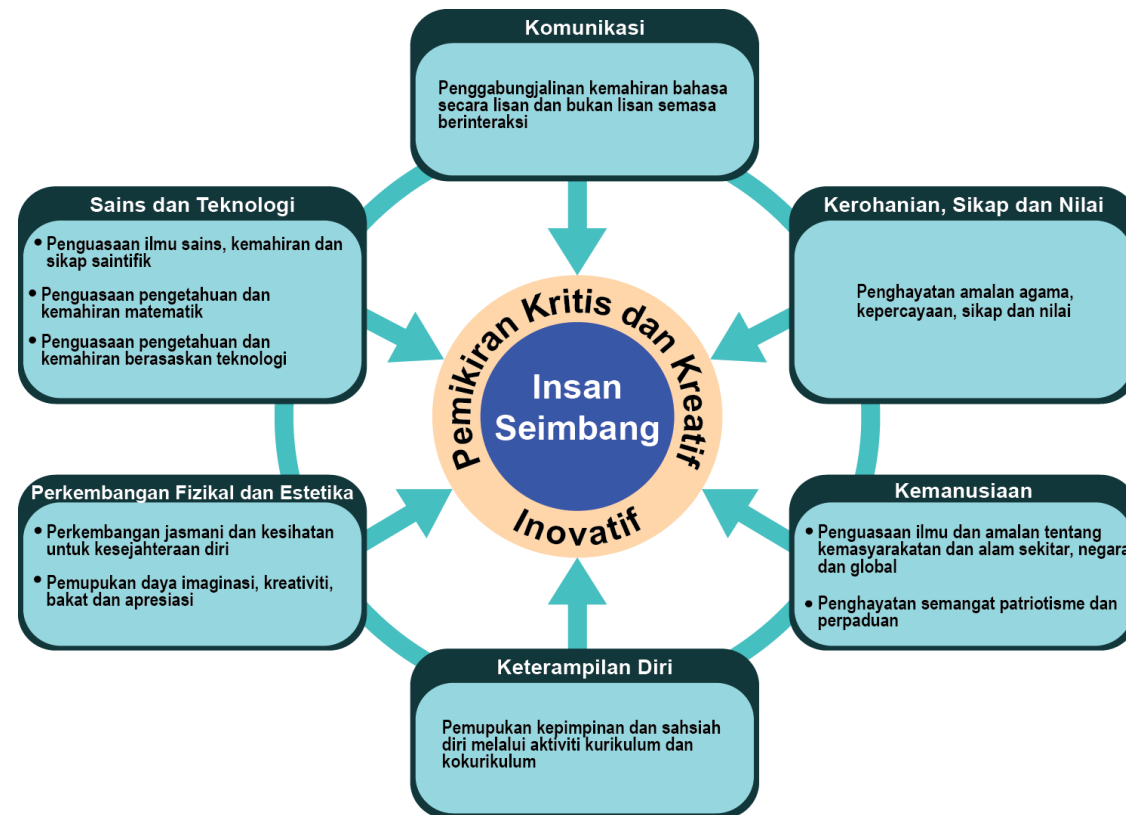 Komunikasi
Penggabungjalinan kemahiran bahasa
secara lisan dan bukan lisan semasa
berinteraksi
Sains dan Teknologi
• Penguasaan ilmu sains, kemahiran dan
sikap saintifik
• Penguasaan pengetahuan dan
kemahiran matematik
• Penguasaan pengetahuan dan
kemahiran berasaskan teknologi
Kerohanian, Sikap dan Nilai
Penghayatan amalan agama,
kepercayaan, sikap dan nilai
Pemikiran Kritis dan Kreatif
Insan
Seimbang
Inovatif
Perkembangan Fizikal dan Estetika
• Perkembangan jasmani dan kesihatan
untuk kesejahteraan diri
• Pemupukan daya imaginasi, kreativiti,
bakat dan apresiasi
Kemanusiaan
• Penguasaan ilmu dan amalan tentang
kemasyarakatan dan alam sekitar, negara
dan global
• Penghayatan semangat patriotisme dan
perpaduan
Keterampilan Diri
Pemupukan kepimpinan dan sahsiah
diri melalui aktiviti kurikulum dan
kokurikulum